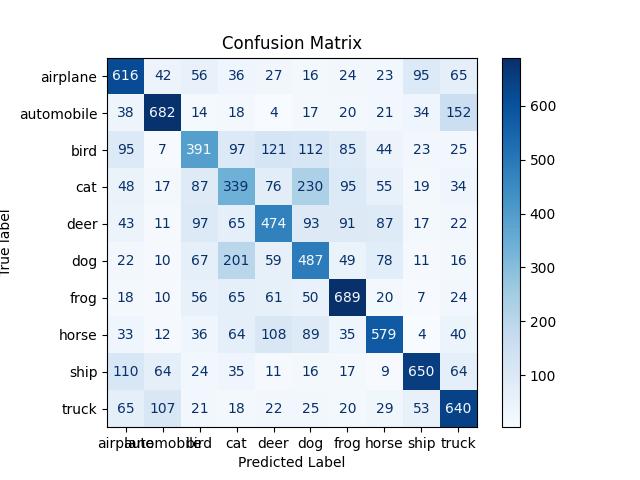 Confusion Matrix
True label
airplane 616 42 56 36 27 16 24 23 95 65
automobile 38 682 14 18 4 17 20 21 34 152
bird 95 7 391 97 121 112 85 44 23 25
cat 48 17 87 339 76 230 95 55 19 34
deer 43 11 97 65 474 93 91 87 17 22
dog 22 10 67 201 59 487 49 78 11 16
frog 18 10 56 65 61 50 689 20 7 24
horse 33 12 36 64 108 89 35 579 4 40
ship 110 64 24 35 11 16 17 9 650 64
truck 65 107 21 18 22 25 20 29 53 640
airplane automobile bird cat deer dog frog horse ship truck
Predicted Label
600
500
400
300
200
100